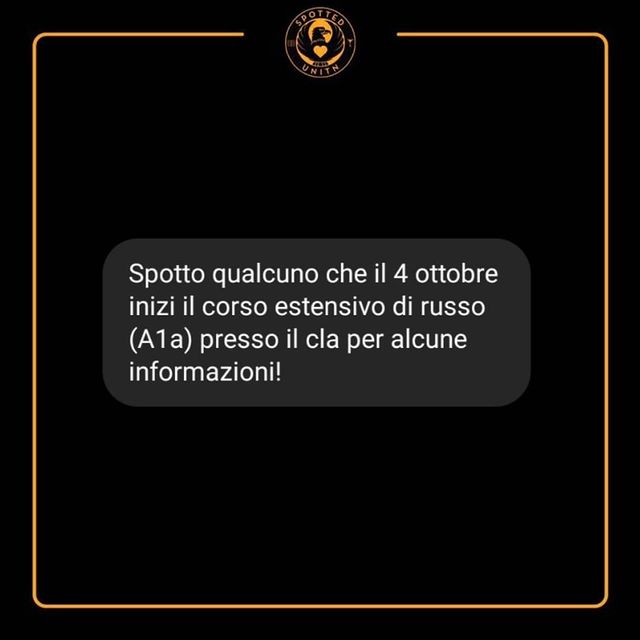 SPOTTED
UNITN
Spotto qualcuno che il 4 ottobre
inizi il corso estensivo di russo
(A1a) presso il cla per alcune
informazioni!